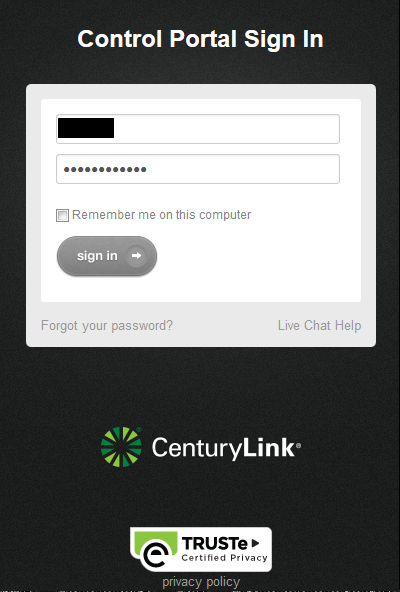 Control Portal Sign In
••••••••••••
Remember me on this computer
sign in
Forgot your password? Live Chat Help
CenturyLink®
TRUSTe
Certified Privacy
privacy policy